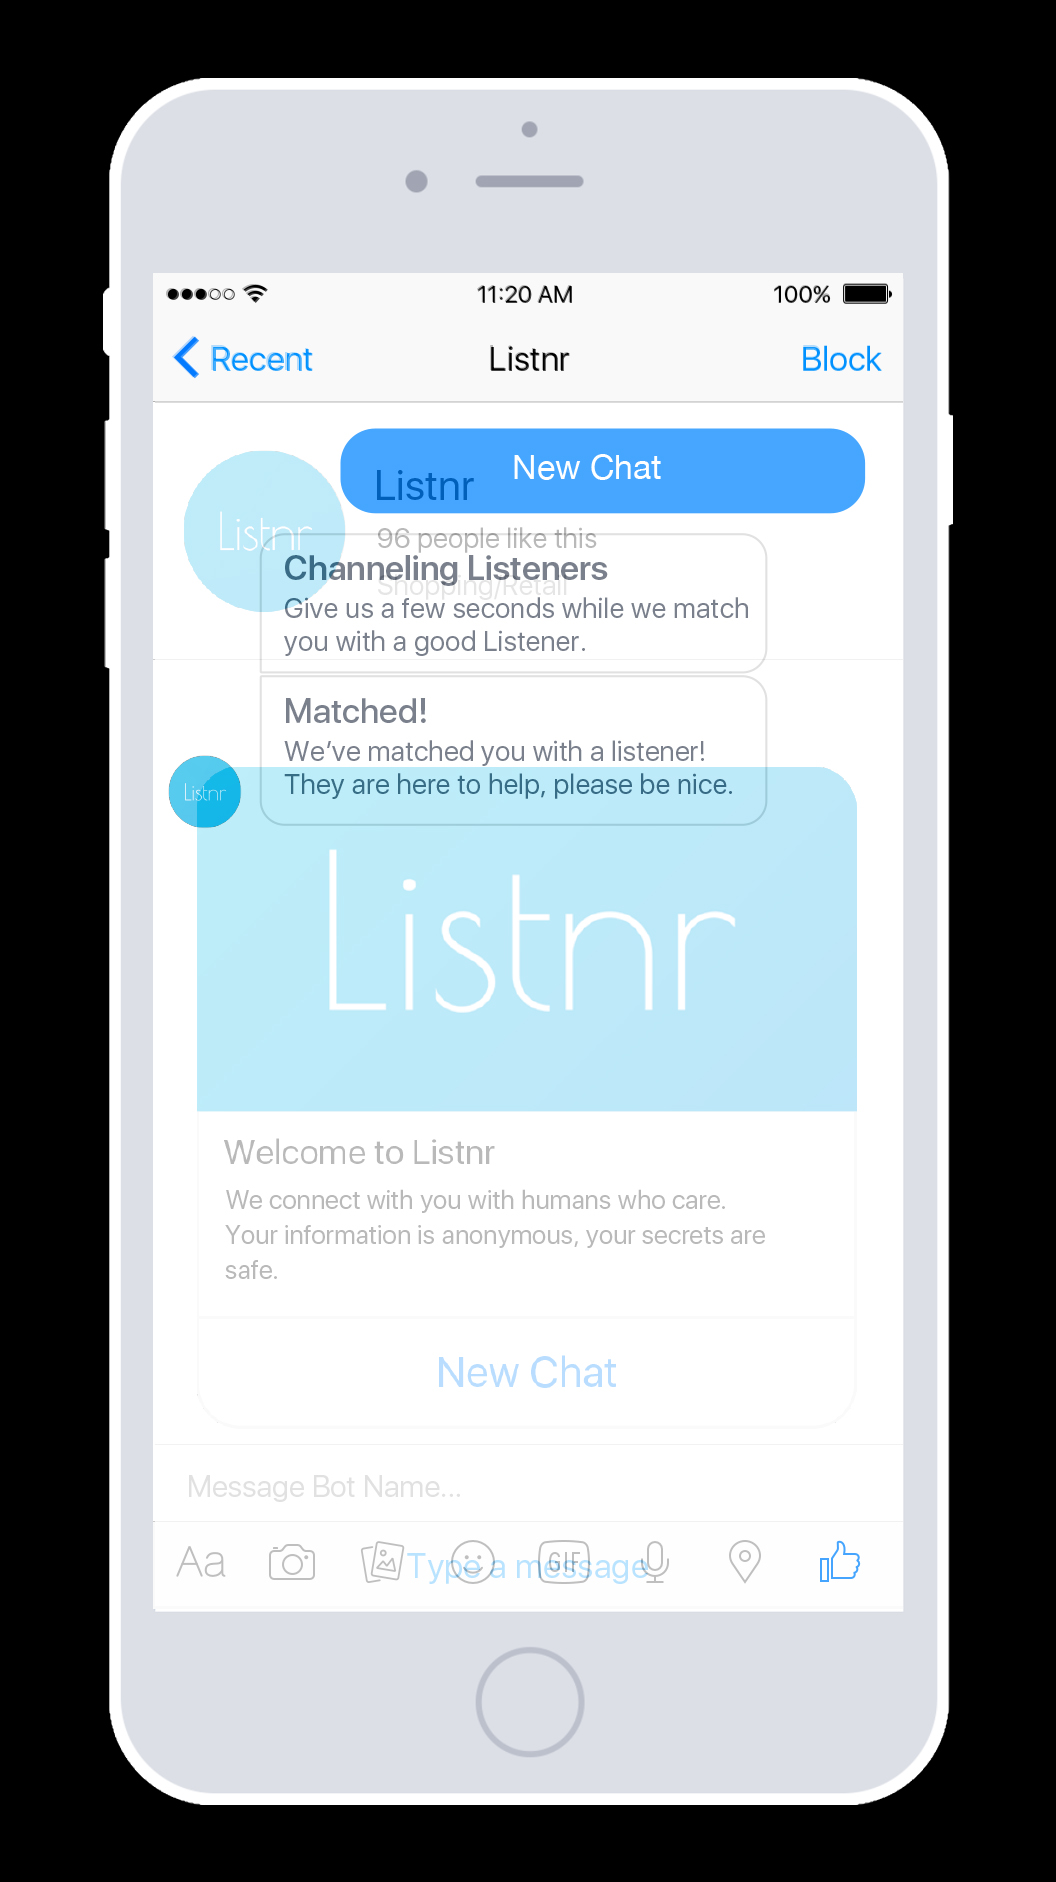 11:20 AM
100%
Recent
Listnr
Block
New Chat
Listnr
Listnr
96 people like this
Channeling Listeners
Shopping/Retail
Give us a few seconds while we match
you with a good Listener.
Matched!
We’ve matched you with a listener!
They are here to help, please be nice.
Listnr
Listnr
Welcome to Listnr
We connect with you with humans who care.
Your information is anonymous, your secrets are
safe.
New Chat
Message Bot Name...
Aa
GIF
Type a message